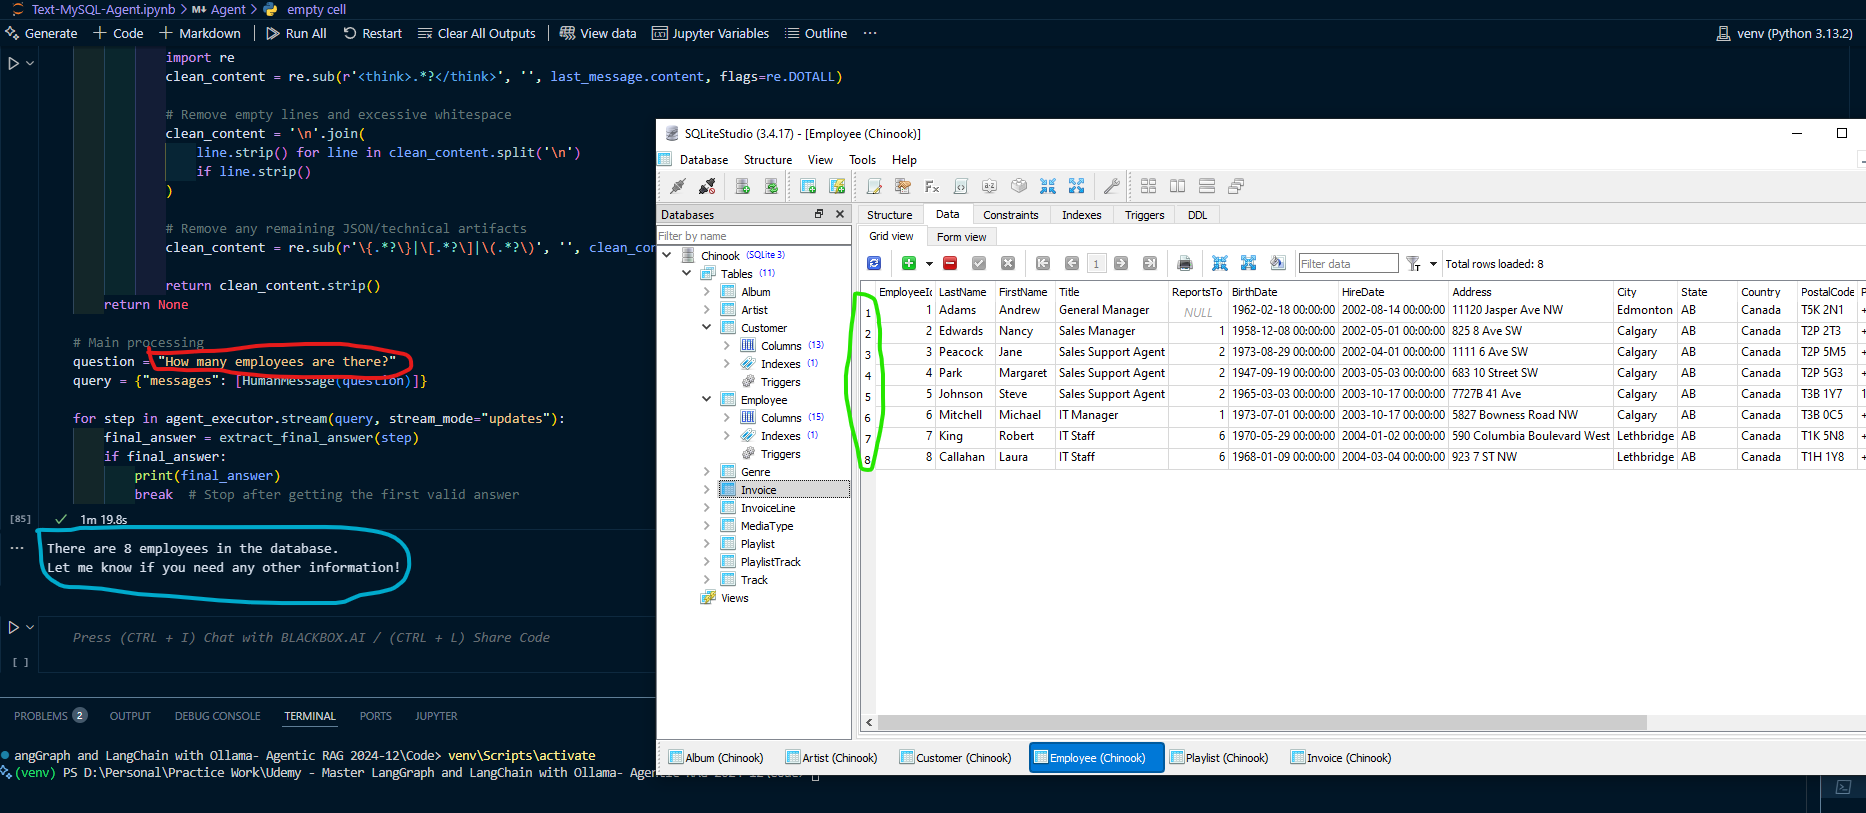 Text-MySQL-Agent.ipynb > M↓ Agent > empty cell
Generate + Code + Markdown | Run All Restart Clear All Outputs | View data Jupyter Variables Outline ...
venv (Python 3.13.2)
import re
clean_content = re.sub(r'<think>.*?</think>', '', last_message.content, flags=re.DOTALL)
# Remove empty lines and excessive whitespace
clean_content = '\n'.join(
line.strip() for line in clean_content.split('\n')
if line.strip()
)
# Remove any remaining JSON/technical artifacts
clean_content = re.sub(r'\{.*?\}|\[.*?\]|\(.*?\)', '', clean_con
return clean_content.strip()
return None
# Main processing
question = "How many employees are there?"
query = {"messages": [HumanMessage(question)]}
for step in agent_executor.stream(query, stream_mode="updates"):
final_answer = extract_final_answer(step)
if final_answer:
print(final_answer)
break # Stop after getting the first valid answer
[85] 1m 19.8s
There are 8 employees in the database.
Let me know if you need any other information!
Press (CTRL + I) Chat with BLACKBOX.AI / (CTRL + L) Share Code
[ ]
PROBLEMS 2 OUTPUT DEBUG CONSOLE TERMINAL PORTS JUPYTER
angGraph and LangChain with Ollama- Agentic RAG 2024-12\Code> venv\Scripts\activate
(venv) PS D:\Personal\Practice Work\Udemy - Master LangGraph and LangChain with Ollama- Agentic RAG 2024-12\Code>
SQLiteStudio (3.4.17) - [Employee (Chinook)]
Database Structure View Tools Help
Databases
Filter by name
Chinook (SQLite 3)
Tables (11)
Album
Artist
Customer
Columns (13)
Indexes (1)
Triggers
Employee
Columns (15)
Indexes (1)
Triggers
Genre
Invoice
InvoiceLine
MediaType
Playlist
PlaylistTrack
Track
Views
Structure Data Constraints Indexes Triggers DDL
Grid view Form view
1 Filter data Total rows loaded: 8
EmployeeId LastName FirstName Title ReportsTo BirthDate HireDate Address City State Country PostalCode P
1 1 Adams Andrew General Manager NULL 1962-02-18 00:00:00 2002-08-14 00:00:00 11120 Jasper Ave NW Edmonton AB Canada T5K 2N1 +
2 2 Edwards Nancy Sales Manager 1 1958-12-08 00:00:00 2002-05-01 00:00:00 825 8 Ave SW Calgary AB Canada T2P 2T3 +
3 3 Peacock Jane Sales Support Agent 2 1973-08-29 00:00:00 2002-04-01 00:00:00 1111 6 Ave SW Calgary AB Canada T2P 5M5 +
4 4 Park Margaret Sales Support Agent 2 1947-09-19 00:00:00 2003-05-03 00:00:00 683 10 Street SW Calgary AB Canada T2P 5G3 +
5 5 Johnson Steve Sales Support Agent 2 1965-03-03 00:00:00 2003-10-17 00:00:00 7727B 41 Ave Calgary AB Canada T3B 1Y7 1
6 6 Mitchell Michael IT Manager 1 1973-07-01 00:00:00 2003-10-17 00:00:00 5827 Bowness Road NW Calgary AB Canada T3B 0C5 +
7 7 King Robert IT Staff 6 1970-05-29 00:00:00 2004-01-02 00:00:00 590 Columbia Boulevard West Lethbridge AB Canada T1K 5N8 +
8 8 Callahan Laura IT Staff 6 1968-01-09 00:00:00 2004-03-04 00:00:00 923 7 ST NW Lethbridge AB Canada T1H 1Y8 +
Album (Chinook) Artist (Chinook) Customer (Chinook) Employee (Chinook) Playlist (Chinook) Invoice (Chinook)